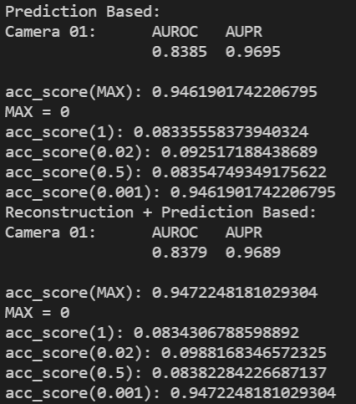 Prediction Based:
Camera 01: AUROC AUPR
0.8385 0.9695
acc_score(MAX): 0.9461901742206795
MAX = 0
acc_score(1): 0.08335558373940324
acc_score(0.02): 0.092517188438689
acc_score(0.5): 0.08354749349175622
acc_score(0.001): 0.9461901742206795
Reconstruction + Prediction Based:
Camera 01: AUROC AUPR
0.8379 0.9689
acc_score(MAX): 0.9472248181029304
MAX = 0
acc_score(1): 0.0834306788598892
acc_score(0.02): 0.0988168346572325
acc_score(0.5): 0.08382284226687137
acc_score(0.001): 0.9472248181029304